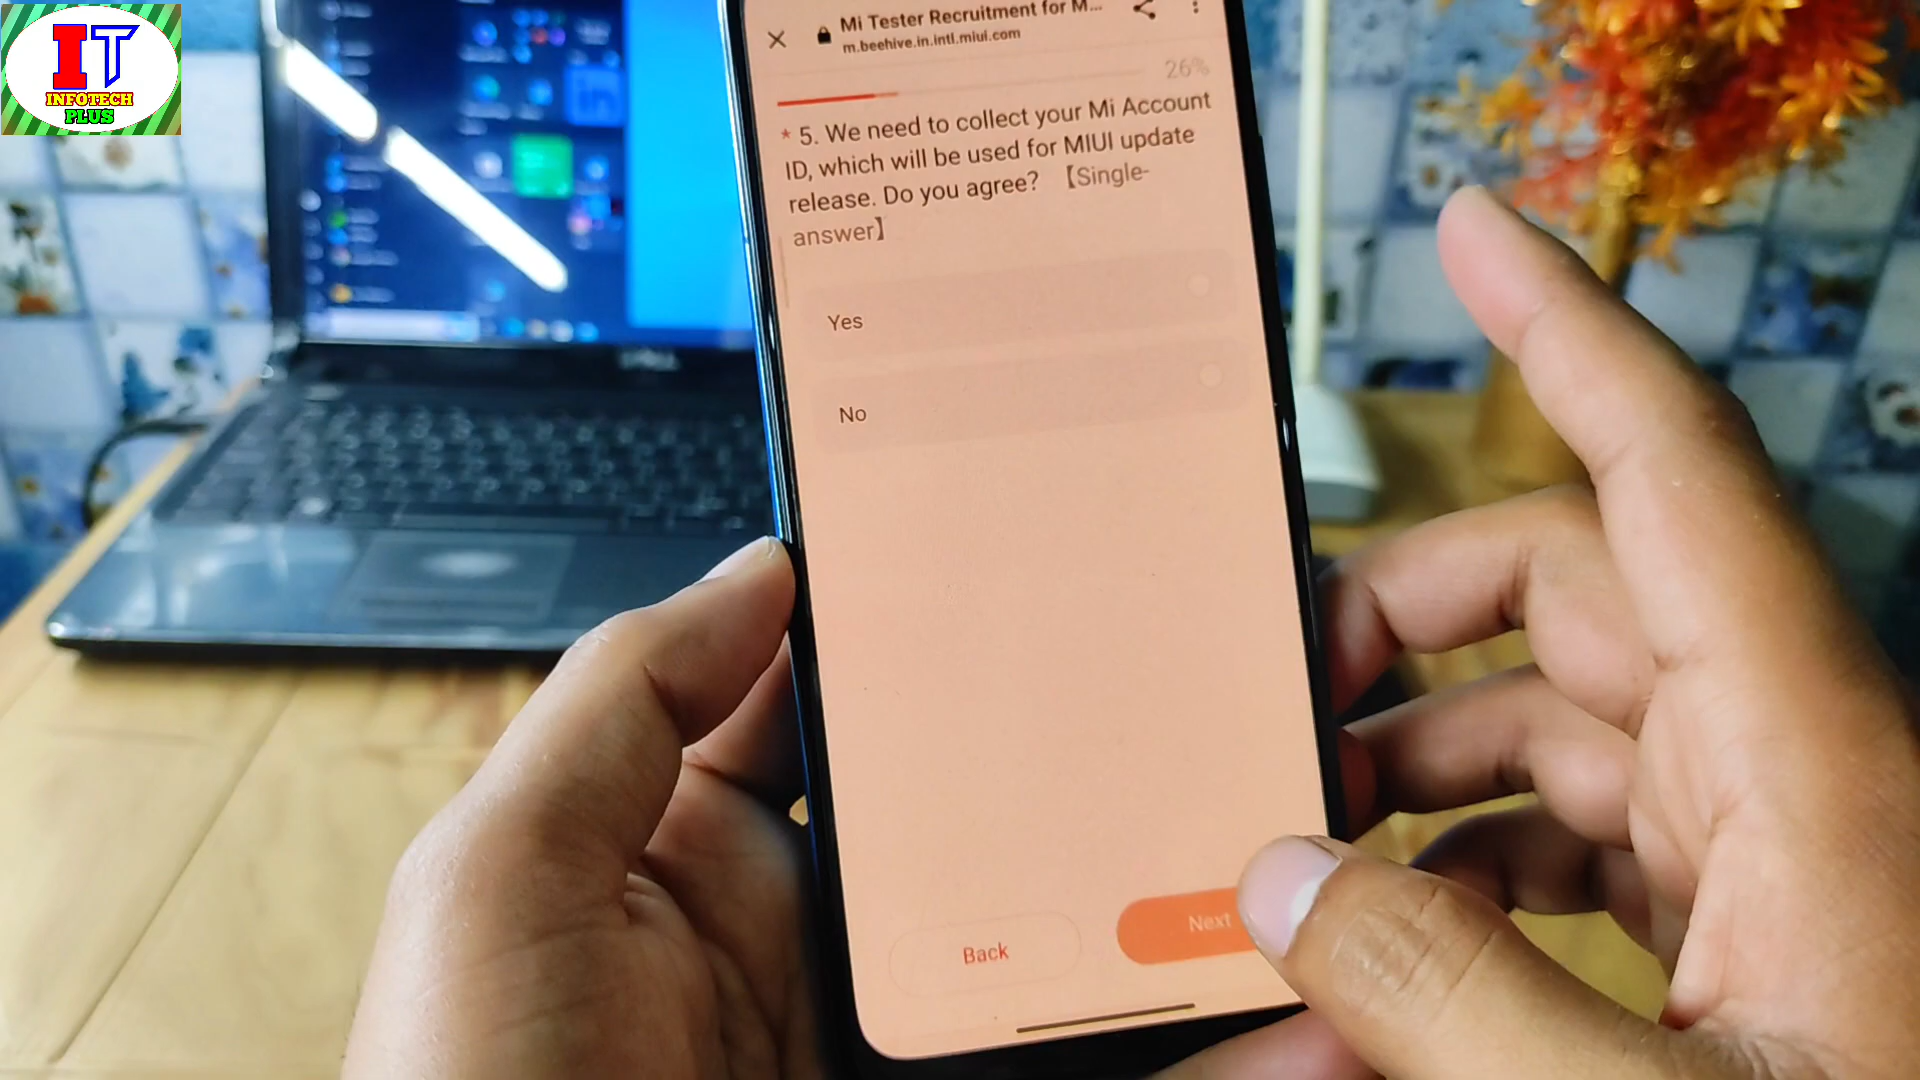 IT
INFOTECH
PLUS
Mi Tester Recruitment for M...
m.beehive.in.intl.miui.com
26%
* 5. We need to collect your Mi Account
ID, which will be used for MIUI update
release. Do you agree? 【Single-
answer】
Yes
No
Back
Next
DELL